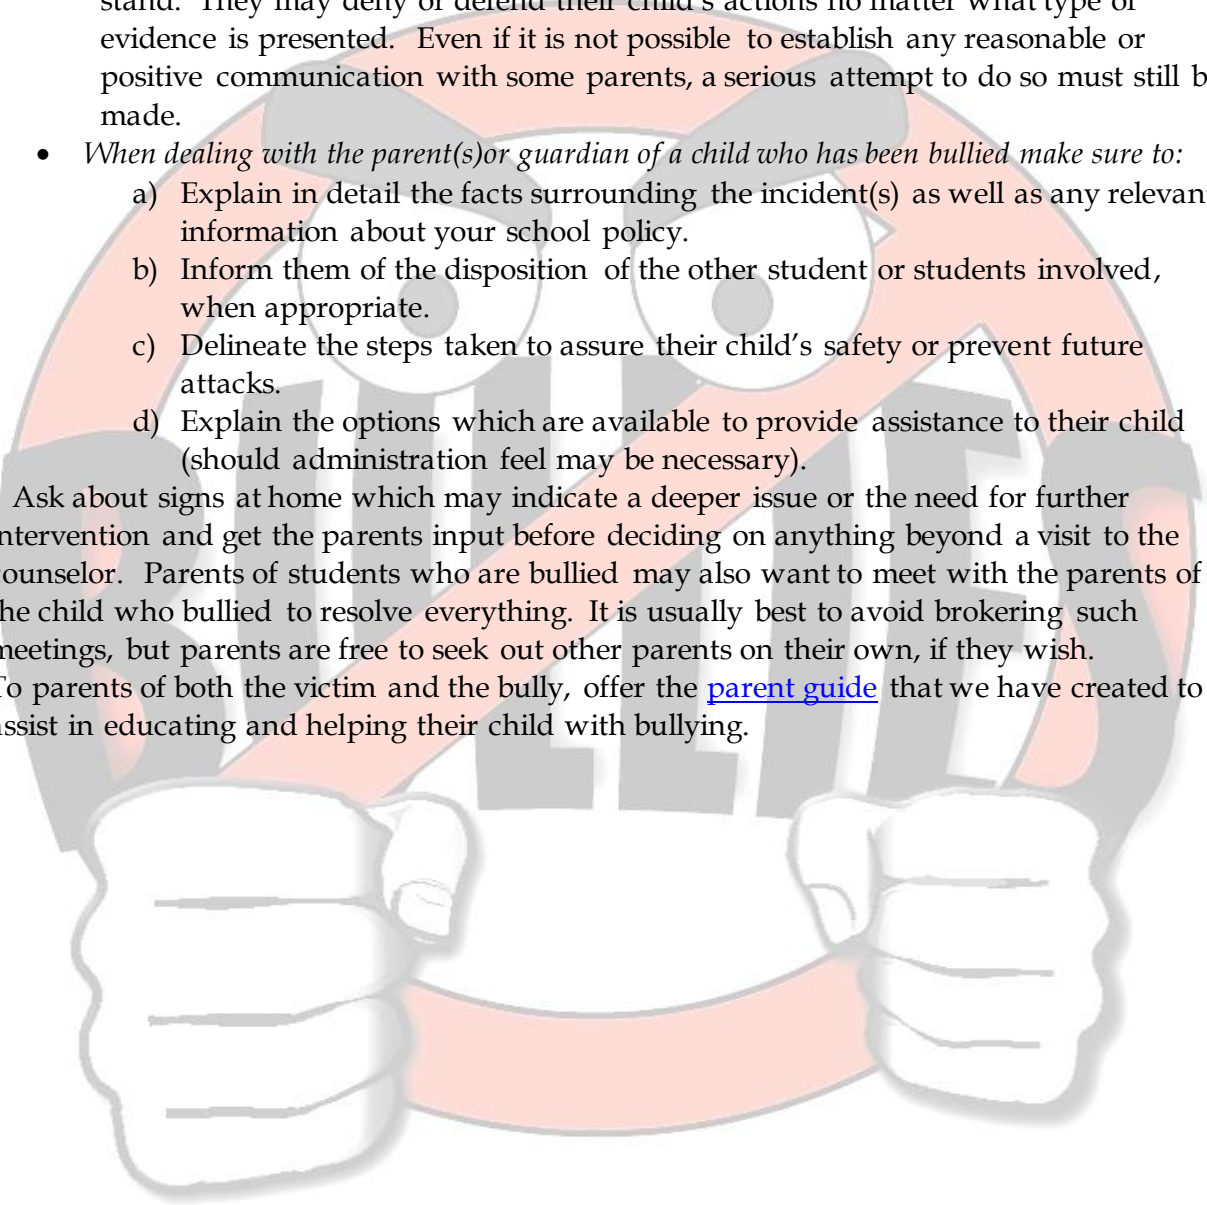 stand. They may deny or defend their child's actions no matter what type of
evidence is presented. Even if it is not possible to establish any reasonable or
positive communication with some parents, a serious attempt to do so must still b
made.
• When dealing with the parent(s)or guardian of a child who has been bullied make sure to:
a) Explain in detail the facts surrounding the incident(s) as well as any relevan
information about your school policy.
b) Inform them of the disposition of the other student or students involved,
when appropriate.
c) Delineate the steps taken to assure their child's safety or prevent future
attacks.
d) Explain the options which are available to provide assistance to their child
(should administration feel may be necessary).
Ask about signs at home which may indicate a deeper issue or the need for further
ntervention and get the parents input before deciding on anything beyond a visit to the
ounselor. Parents of students who are bullied may also want to meet with the parents of
he child who bullied to resolve everything. It is usually best to avoid brokering such
meetings, but parents are free to seek out other parents on their own, if they wish.
To parents of both the victim and the bully, offer the parent guide that we have created to
assist in educating and helping their child with bullying.
BULLIES